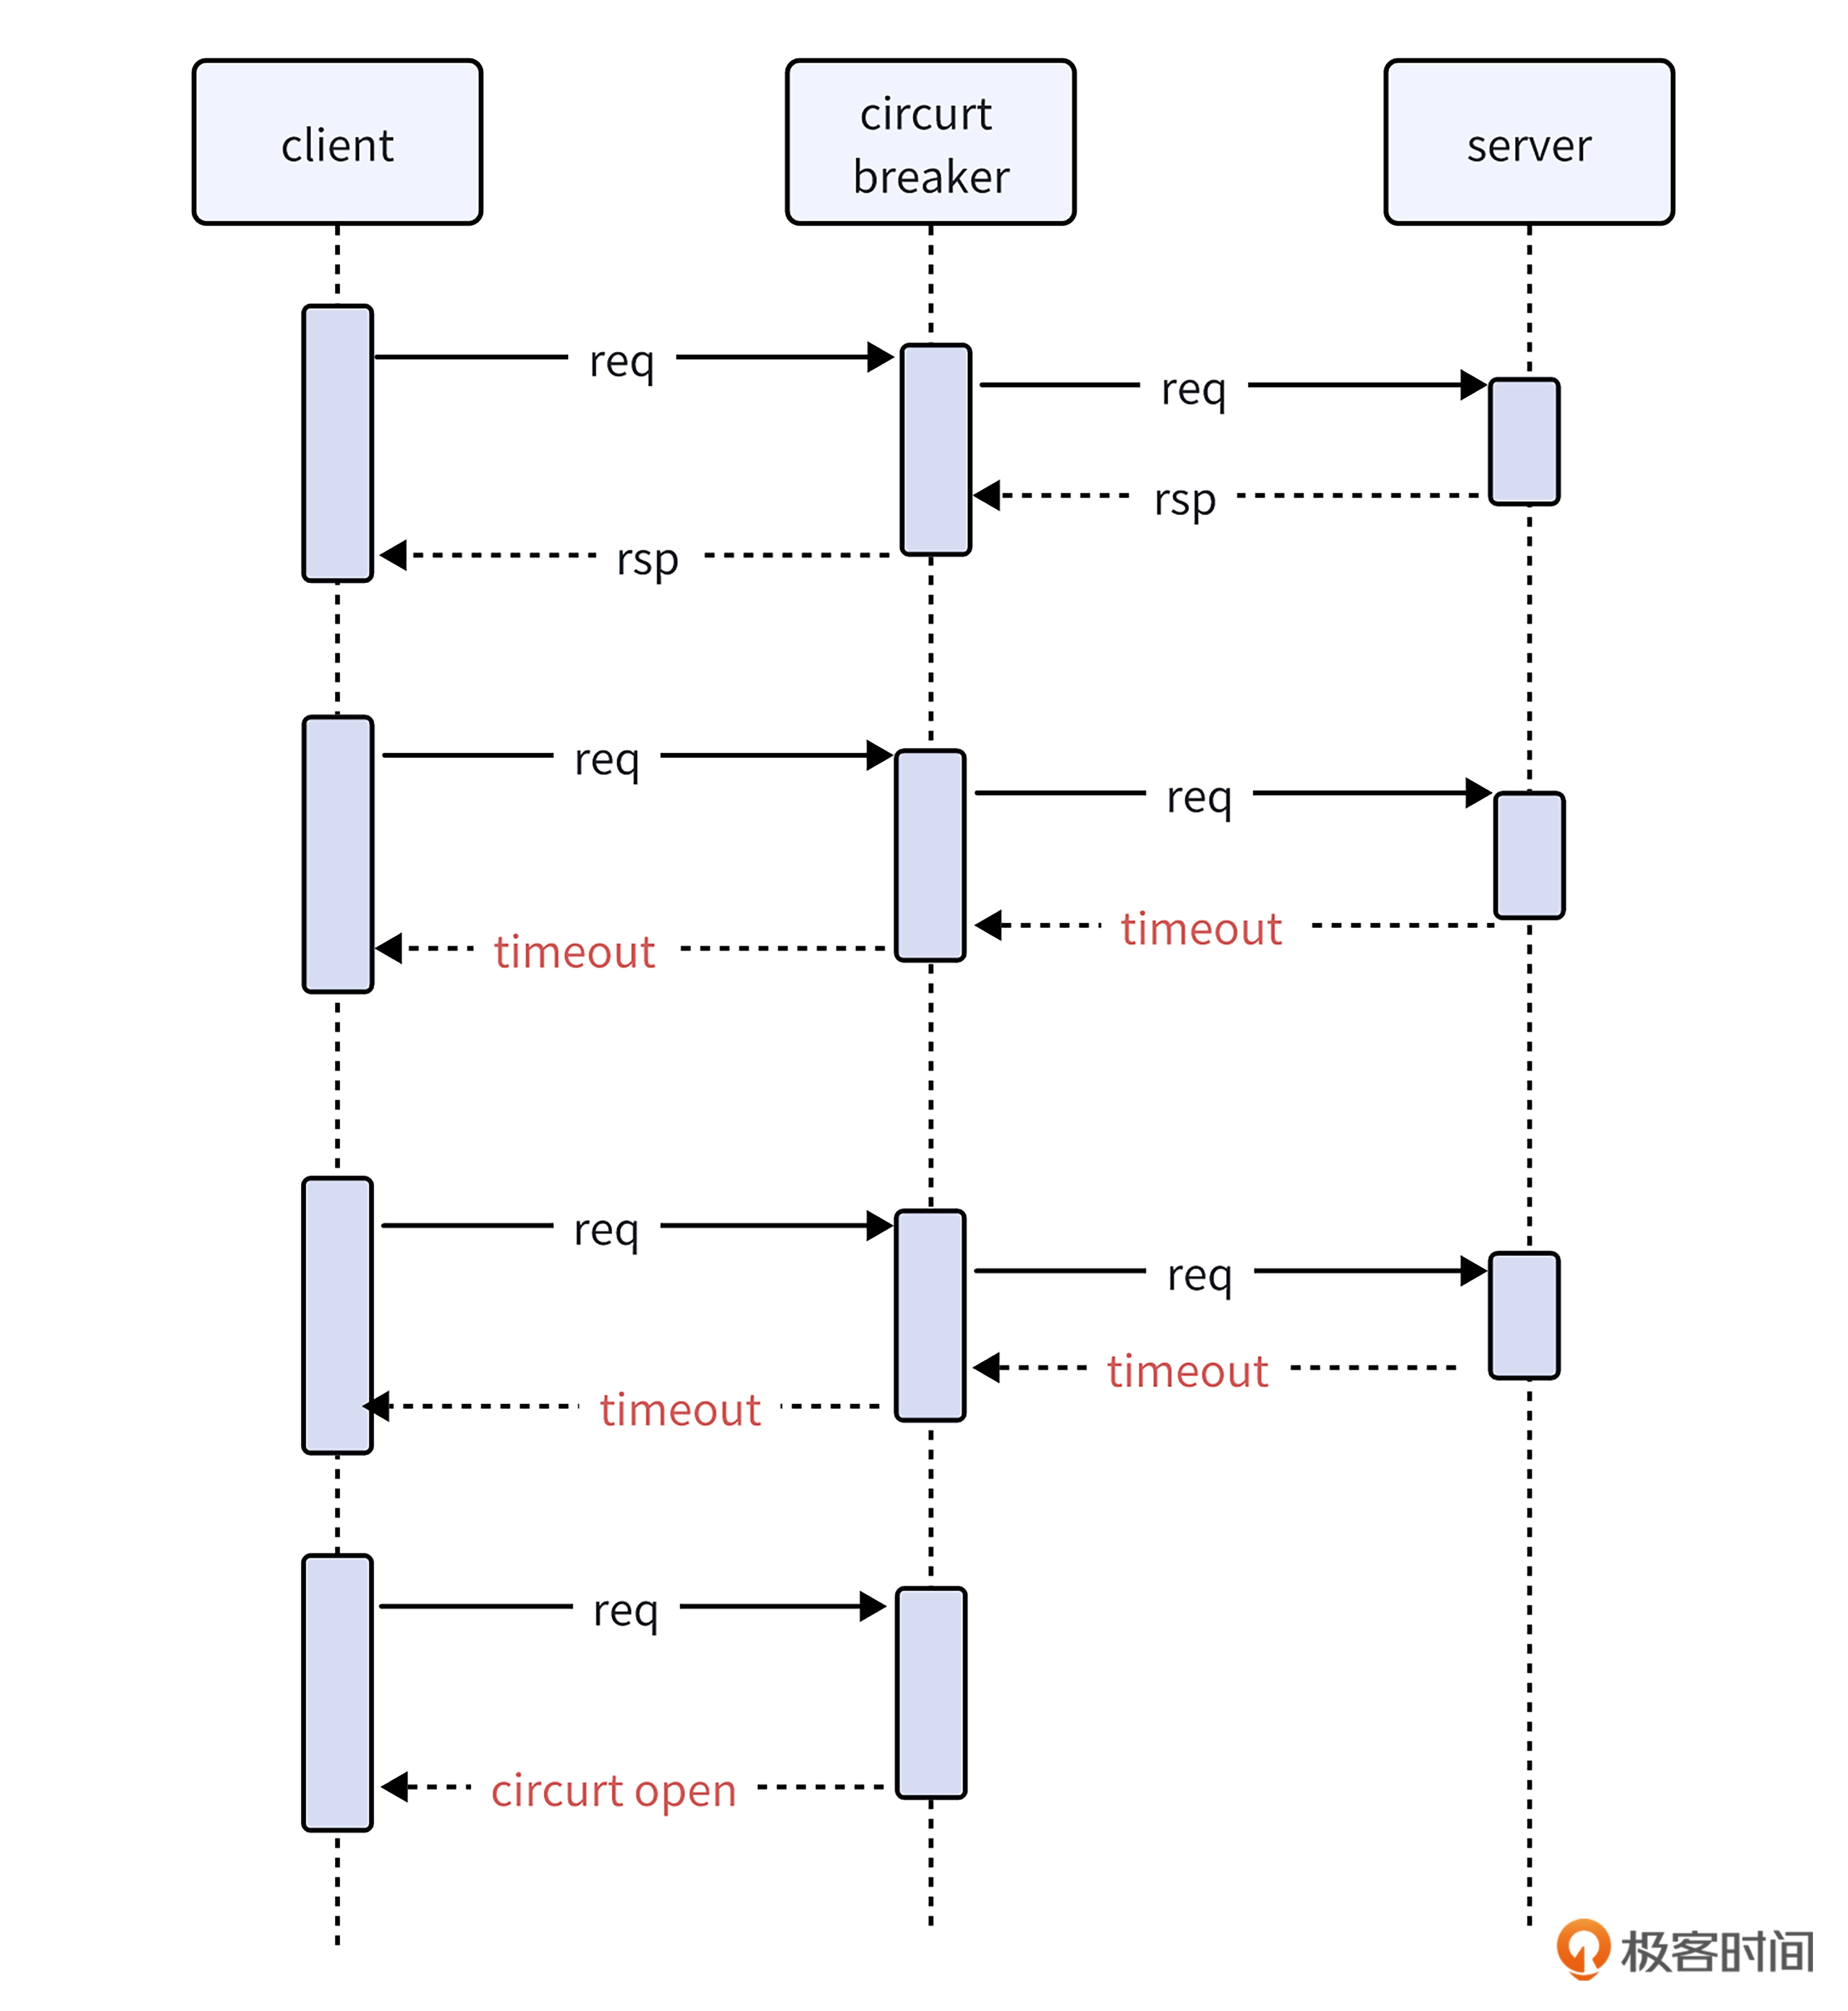 client
circurt
breaker
server
req
req
rsp
rsp
req
req
timeout
timeout
req
req
timeout
timeout
req
circurt open
极客时间